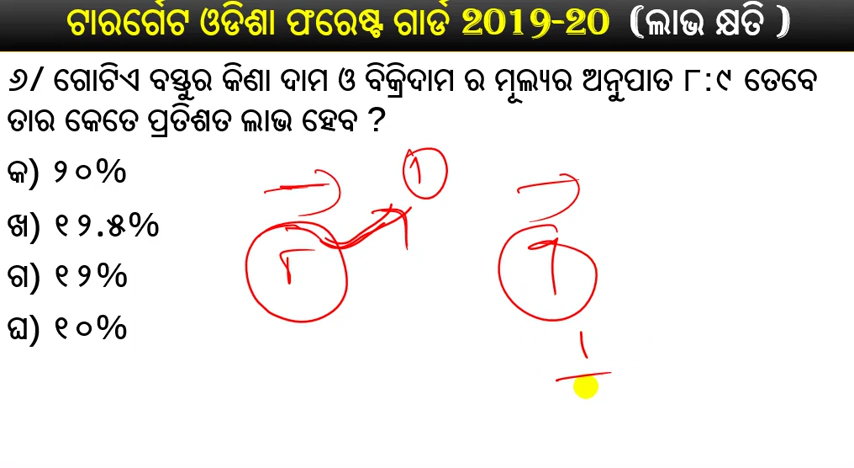 ଟାରଗେଟ ଓଡିଶା ଫରେଷ୍ଟ ଗାର୍ଡ 2019-20 (ଲାଭ କ୍ଷତି )
୬/ ଗୋଟିଏ ବସ୍ତୁର କିଣା ଦାମ ଓ ବିକ୍ରିଦାମ ର ମୂଲ୍ୟର ଅନୁପାତ ୮:୯ ତେବେ
ତାର କେତେ ପ୍ରତିଶତ ଲାଭ ହେବ ?
କ) ୨୦%
ଖ) ୧୨.୫%
ଗ) ୧୨%
ଘ) ୧୦%